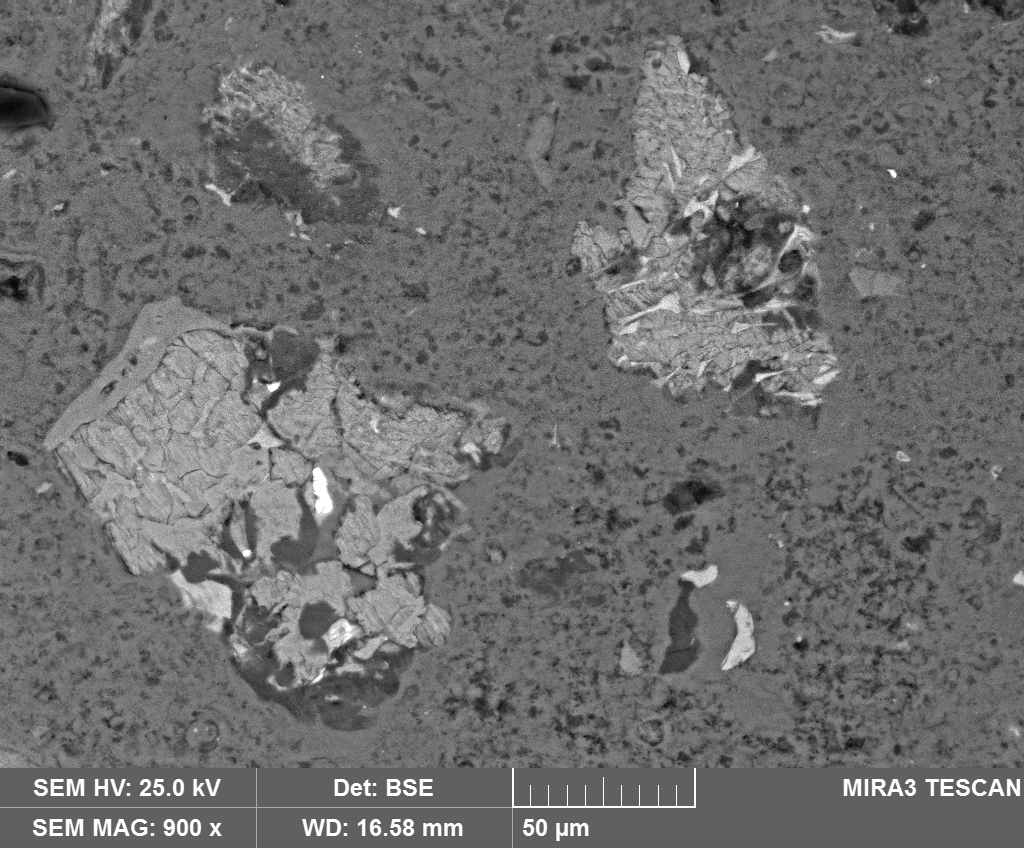 SEM HV: 25.0 kV
Det: BSE
MIRA3 TESCAN
SEM MAG: 900 x
WD: 16.58 mm
50 µm